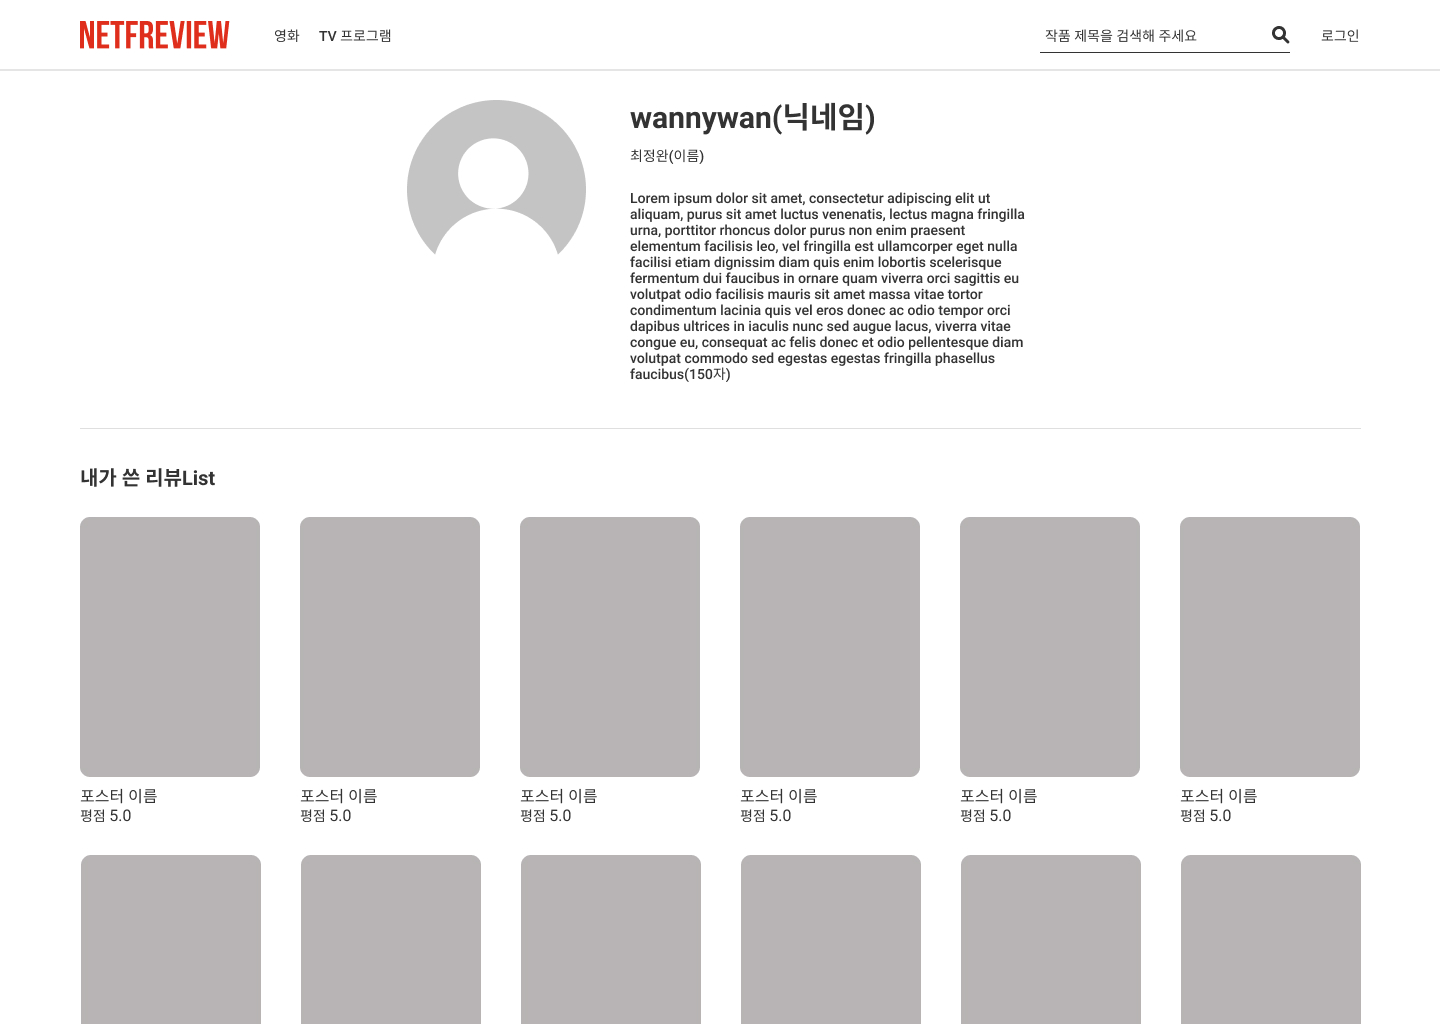 NETFREVIEW
영화 TV 프로그램
작품 제목을 검색해 주세요
로그인
wannywan(닉네임)
최정완(이름)
Lorem ipsum dolor sit amet, consectetur adipiscing elit ut
aliquam, purus sit amet luctus venenatis, lectus magna fringilla
urna, porttitor rhoncus dolor purus non enim praesent
elementum facilisis leo, vel fringilla est ullamcorper eget nulla
facilisi etiam dignissim diam quis enim lobortis scelerisque
fermentum dui faucibus in ornare quam viverra orci sagittis eu
volutpat odio facilisis mauris sit amet massa vitae tortor
condimentum lacinia quis vel eros donec ac odio tempor orci
dapibus ultrices in iaculis nunc sed augue lacus, viverra vitae
congue eu, consequat ac felis donec et odio pellentesque diam
volutpat commodo sed egestas egestas fringilla phasellus
faucibus(150자)
내가 쓴 리뷰List
포스터 이름
평점 5.0
포스터 이름
평점 5.0
포스터 이름
평점 5.0
포스터 이름
평점 5.0
포스터 이름
평점 5.0
포스터 이름
평점 5.0